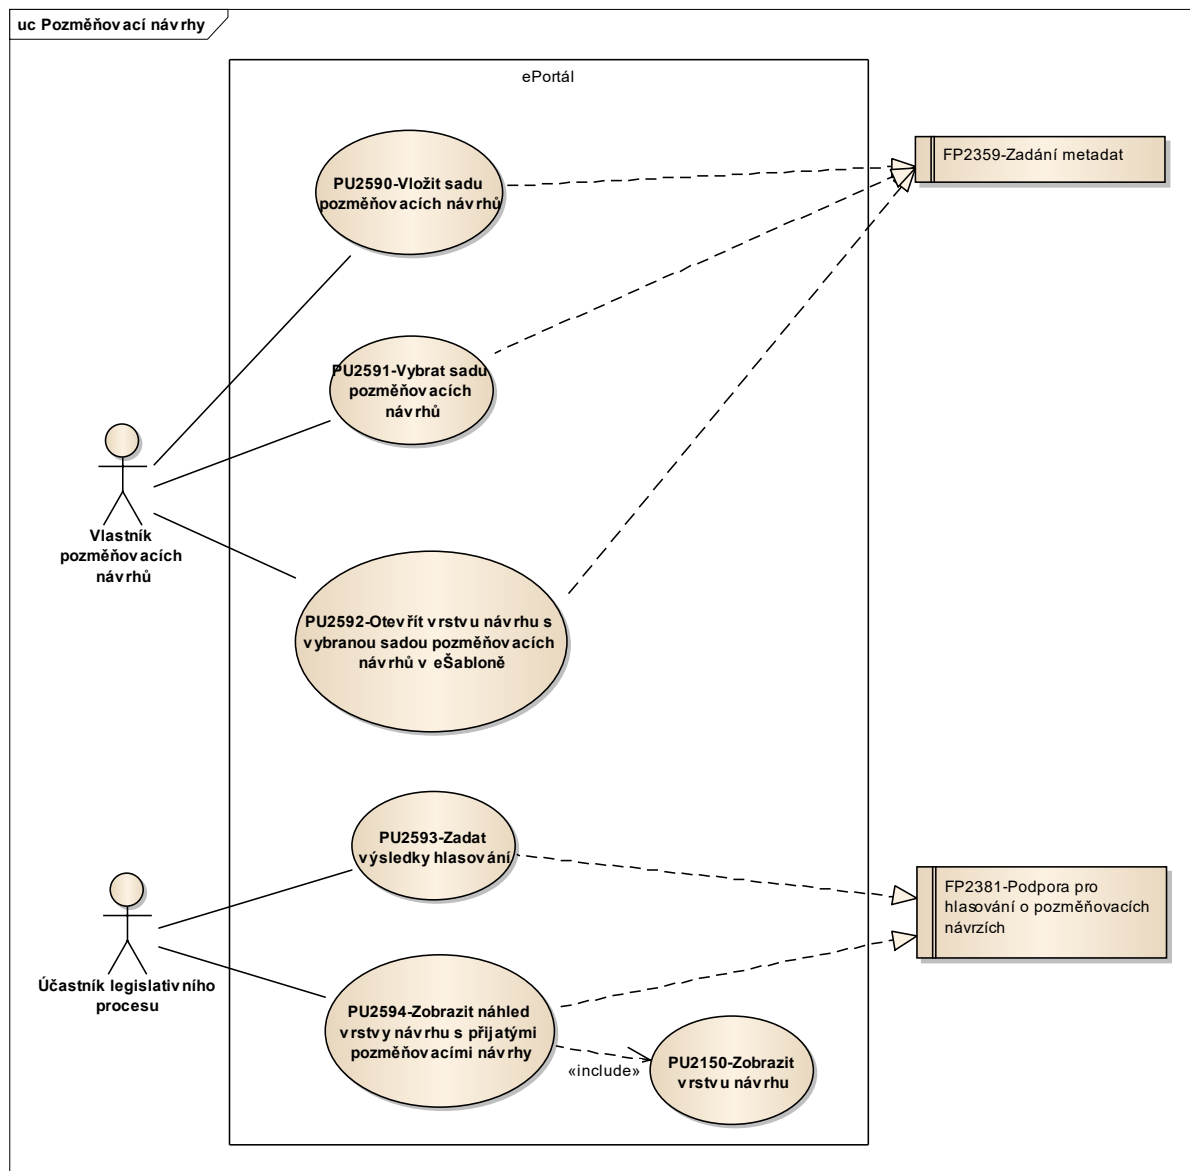 uc Pozměňovací návrhy
ePortál
PU2590-Vložit sadu
pozměňovacích návrhů
FP2359-Zadání metadat
PU2591-Vybrat sadu
pozměňovacích
návrhů
Vlastník
pozměňovacích
návrhů
PU2592-Otevřít vrstvu návrhu s
vybranou sadou pozměňovacích
návrhů v eŠabloně
PU2593-Zadat
výsledky hlasování
FP2381-Podpora pro
hlasování o pozměňovacích
návrzích
Účastník legislativního
procesu
PU2594-Zobrazit náhled
vrstvy návrhu s přijatými
pozměňovacími návrhy
«include»
PU2150-Zobrazit
vrstvu návrhu